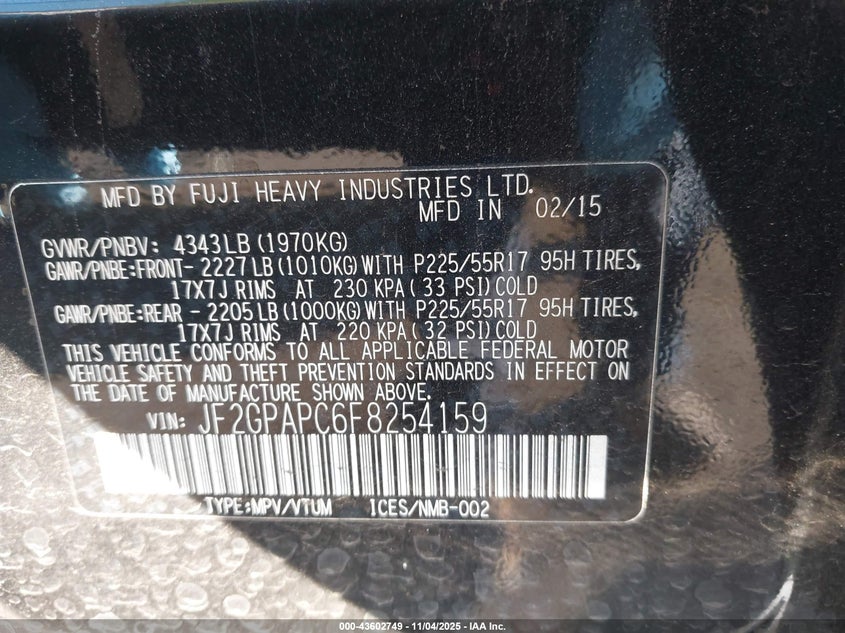 MFD BY FUJI HEAVY INDUSTRIES LTD.
MFD IN 02/15
GVWR/PNBV: 4343LB (1970KG)
GAWR/PNBE:FRONT- 2227LB (1010KG) WITH P225/55R17 95H TIRES,
17X7J RIMS AT 230 KPA ( 33 PSI) COLD
GAWR/PNBE:REAR - 2205LB (1000KG) WITH P225/55R17 95H TIRES,
17X7J RIMS AT 220 KPA ( 32 PSI) COLD
THIS VEHICLE CONFORMS TO ALL APPLICABLE FEDERAL MOTOR
VEHICLE SAFETY AND THEFT PREVENTION STANDARDS IN EFFECT ON
THE DATE OF MANUFACTURE SHOWN ABOVE.
VIN: JF2GPAPC6F8254159
TYPE:MPV/VTUM ICES/NMB-002
000-43602749 - 11/04/2025 - IAA Inc.